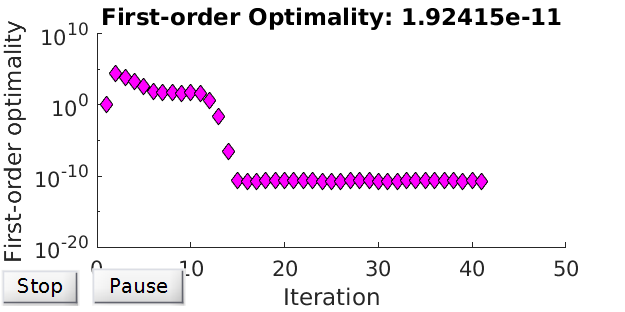 First-order Optimality: 1.92415e-11
First-order optimality
10^10
10^0
10^-10
10^-20
0 10 20 30 40 50
Iteration
Stop
Pause